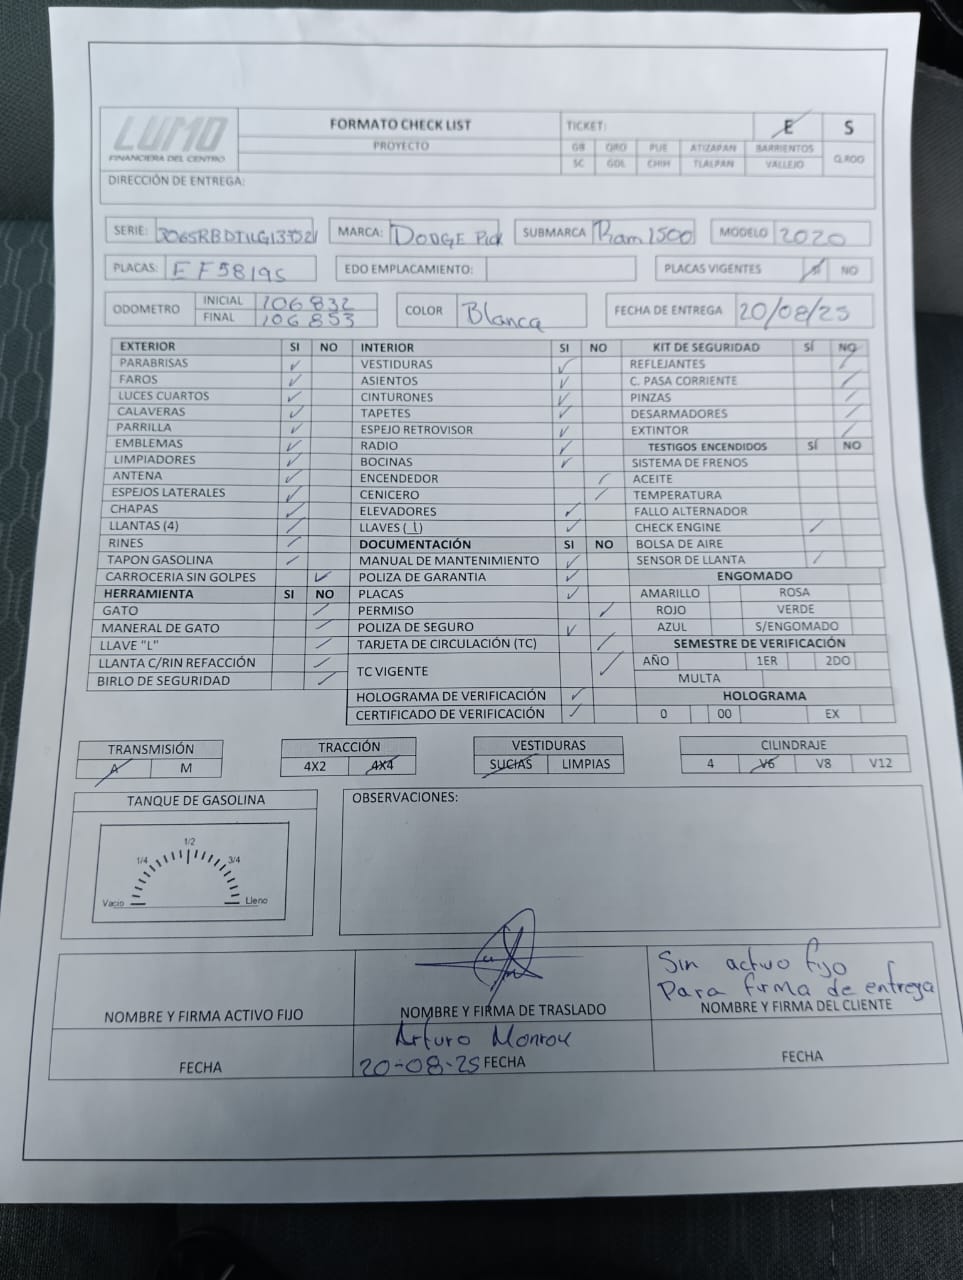 LUMO
FINANCIERA DEL CENTRO
FORMATO CHECK LIST
PROYECTO
TICKET: E S
GB QRO PUE ATIZAPAN BARRIENTOS Q.ROO
SC GDL CHIH TLALPAN VALLEJO
DIRECCIÓN DE ENTREGA:
SERIE: MARCA: DODGE Pick SUBMARCA Ram 1500 MODELO 2020
PLACAS: EF5819S EDO EMPLACAMIENTO: PLACAS VIGENTES SI NO
ODOMETRO INICIAL 106832 COLOR Blanca FECHA DE ENTREGA 20/08/25
FINAL 106853
EXTERIOR SI NO INTERIOR SI NO KIT DE SEGURIDAD SÍ NO
PARABRISAS ✓ VESTIDURAS ✓ REFLEJANTES ✓
FAROS ✓ ASIENTOS ✓ C. PASA CORRIENTE ✓
LUCES CUARTOS ✓ CINTURONES ✓ PINZAS ✓
CALAVERAS ✓ TAPETES ✓ DESARMADORES ✓
PARRILLA ✓ ESPEJO RETROVISOR ✓ EXTINTOR ✓
EMBLEMAS ✓ RADIO ✓ TESTIGOS ENCENDIDOS SÍ NO
LIMPIADORES ✓ BOCINAS ✓ SISTEMA DE FRENOS
ANTENA ✓ ENCENDEDOR ✓ ACEITE
ESPEJOS LATERALES ✓ CENICERO ✓ TEMPERATURA
CHAPAS ✓ ELEVADORES ✓ FALLO ALTERNADOR
LLANTAS (4) ✓ LLAVES (1) ✓ CHECK ENGINE ✓
RINES ✓ DOCUMENTACIÓN SI NO BOLSA DE AIRE
TAPON GASOLINA ✓ MANUAL DE MANTENIMIENTO ✓ SENSOR DE LLANTA ✓
CARROCERIA SIN GOLPES ✓ POLIZA DE GARANTIA ✓ ENGOMADO
HERRAMIENTA SI NO PLACAS ✓ AMARILLO ROSA
GATO ✓ PERMISO ✓ ROJO VERDE
MANERAL DE GATO ✓ POLIZA DE SEGURO ✓ AZUL S/ENGOMADO
LLAVE "L" ✓ TARJETA DE CIRCULACIÓN (TC) ✓ SEMESTRE DE VERIFICACIÓN
LLANTA C/RIN REFACCIÓN ✓ TC VIGENTE ✓ AÑO 1ER 2DO
BIRLO DE SEGURIDAD ✓ MULTA
HOLOGRAMA DE VERIFICACIÓN ✓ HOLOGRAMA
CERTIFICADO DE VERIFICACIÓN ✓ 0 00 EX
TRANSMISIÓN TRACCIÓN VESTIDURAS CILINDRAJE
A M 4X2 4X4 SUCIAS LIMPIAS 4 V6 V8 V12
TANQUE DE GASOLINA OBSERVACIONES:
1/2
1/4 3/4
Vacio Lleno
Sin activo fijo
Para firma de entrega
NOMBRE Y FIRMA ACTIVO FIJO NOMBRE Y FIRMA DE TRASLADO NOMBRE Y FIRMA DEL CLIENTE
Arturo Monroy
FECHA 20-08-25 FECHA FECHA